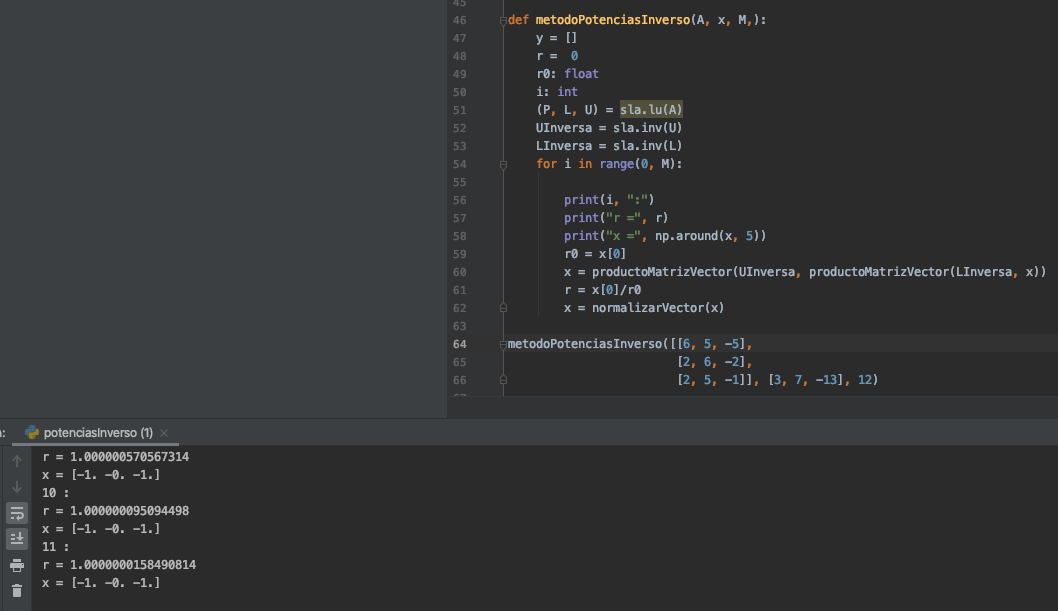 45
46 def metodoPotenciasInverso(A, x, M,):
47 y = []
48 r =  0
49 r0: float
50 i: int
51 (P, L, U) = sla.lu(A)
52 UInversa = sla.inv(U)
53 LInversa = sla.inv(L)
54 for i in range(0, M):
55
56 print(i, ":")
57 print("r =", r)
58 print("x =", np.around(x, 5))
59 r0 = x[0]
60 x = productoMatrizVector(UInversa, productoMatrizVector(LInversa, x))
61 r = x[0]/r0
62 x = normalizarVector(x)
63
64 metodoPotenciasInverso([[6, 5, -5],
65 [2, 6, -2],
66 [2, 5, -1]], [3, 7, -13], 12)
potenciasInverso (1)
r = 1.000000570567314
x = [-1. -0. -1.]
10 :
r = 1.000000095094498
x = [-1. -0. -1.]
11 :
r = 1.0000000158490814
x = [-1. -0. -1.]